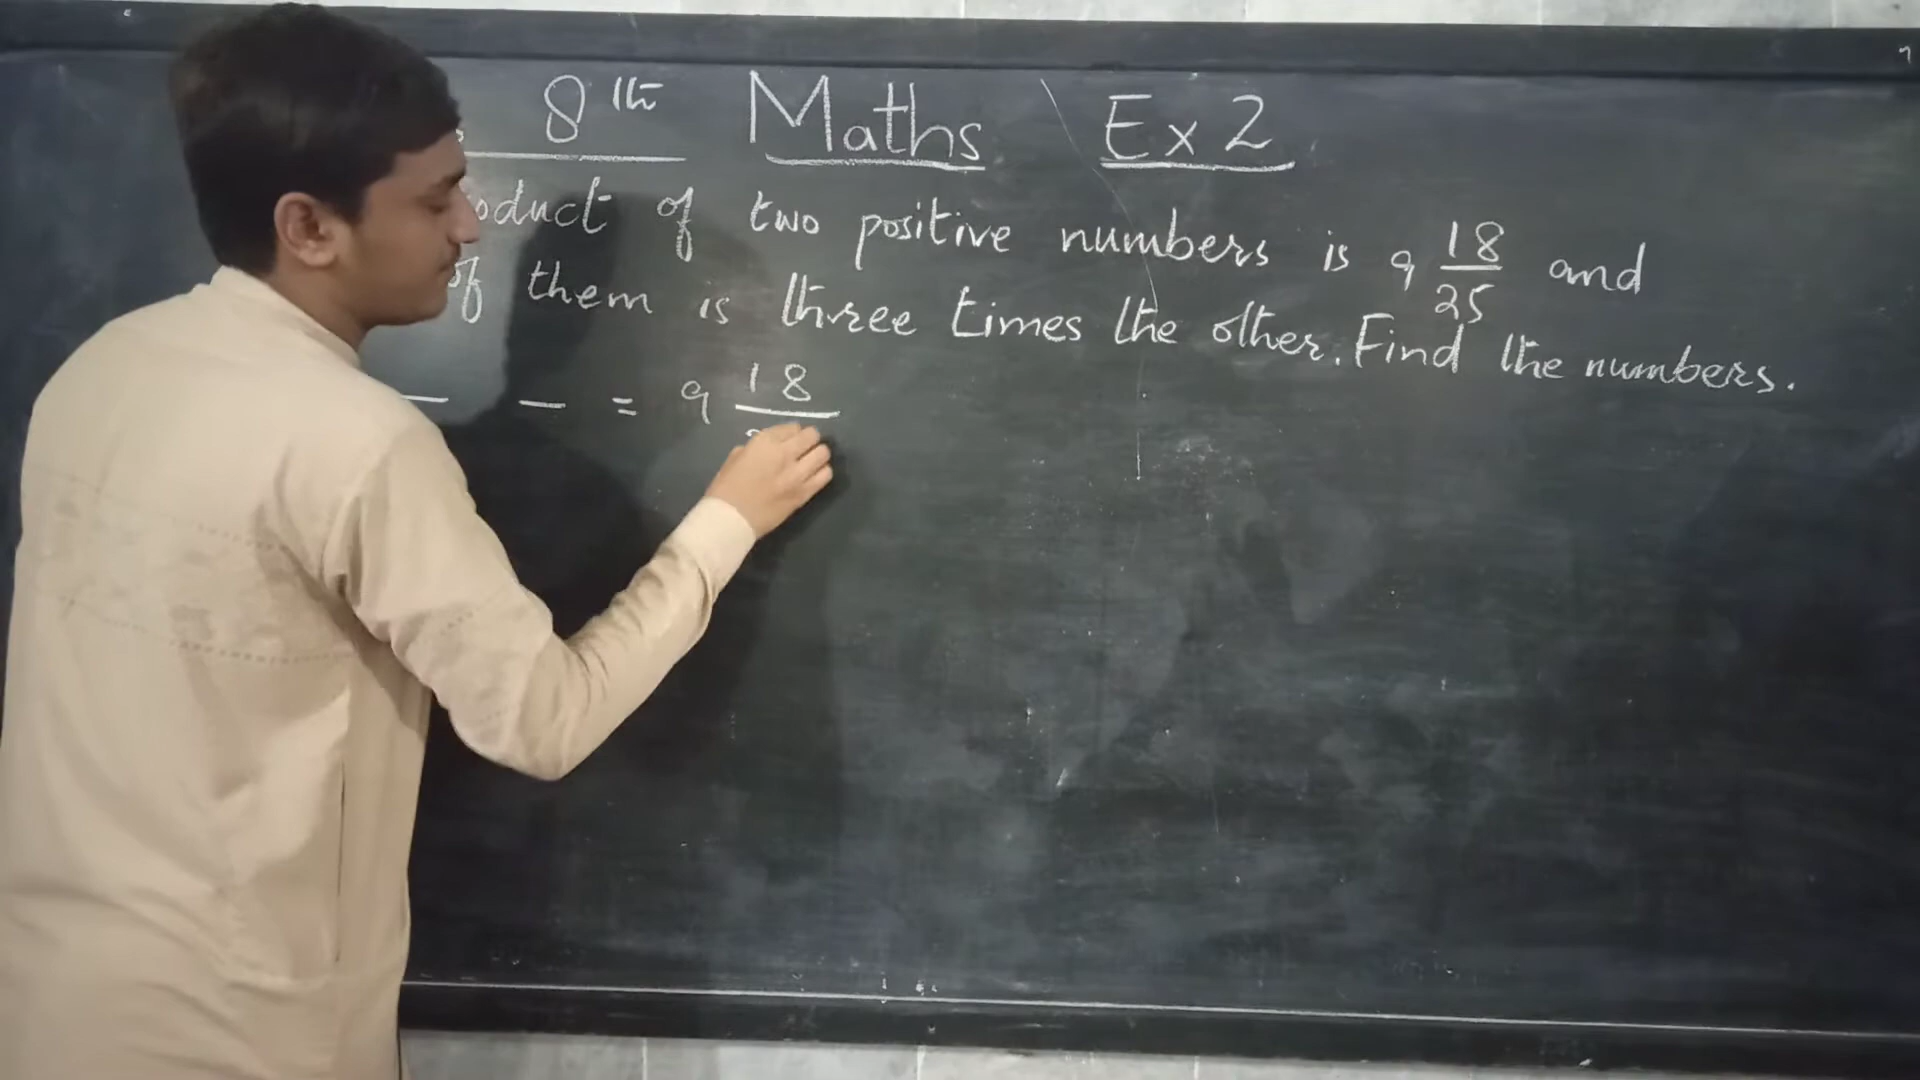 8th Maths Ex 2
of two positive numbers is 9 18/25 and
of them is three times the other. Find the numbers.
— — = 9 18